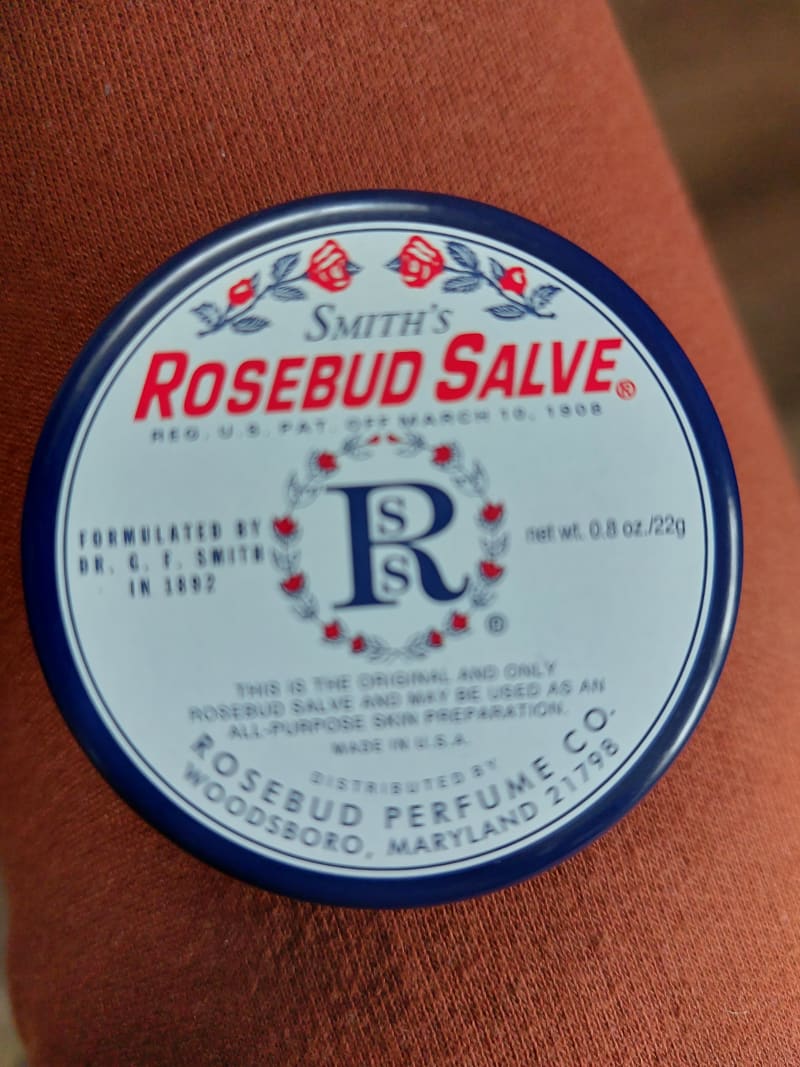 SMITH'S
ROSEBUD SALVE®
REG. U.S. PAT. OFF MARCH 10, 1908
FORMULATED BY
DR. G. F. SMITH
IN 1892
RSS
®
net wt. 0.8 oz./22g
THIS IS THE ORIGINAL AND ONLY
ROSEBUD SALVE AND MAY BE USED AS AN
ALL-PURPOSE SKIN PREPARATION.
MADE IN U.S.A.
DISTRIBUTED BY
ROSEBUD PERFUME CO.
WOODSBORO, MARYLAND 21798